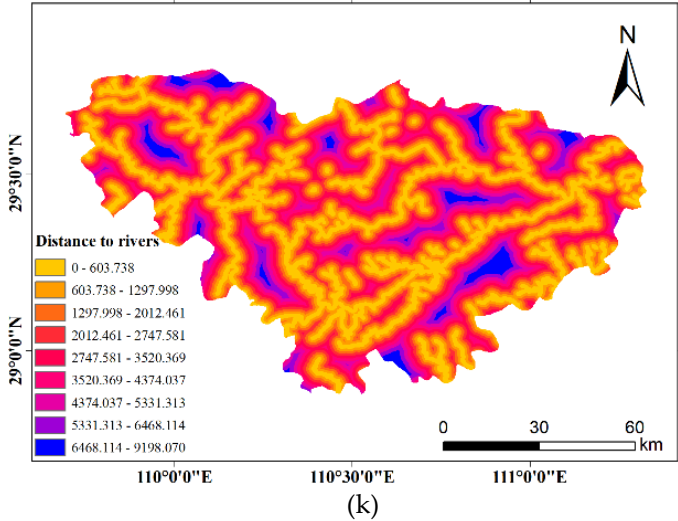 N
29°30'0"N
29°0'0"N
Distance to rivers
0 - 603.738
603.738 - 1297.998
1297.998 - 2012.461
2012.461 - 2747.581
2747.581 - 3520.369
3520.369 - 4374.037
4374.037 - 5331.313
5331.313 - 6468.114
6468.114 - 9198.070
0 30 60
km
110°0'0"E 110°30'0"E 111°0'0"E
(k)